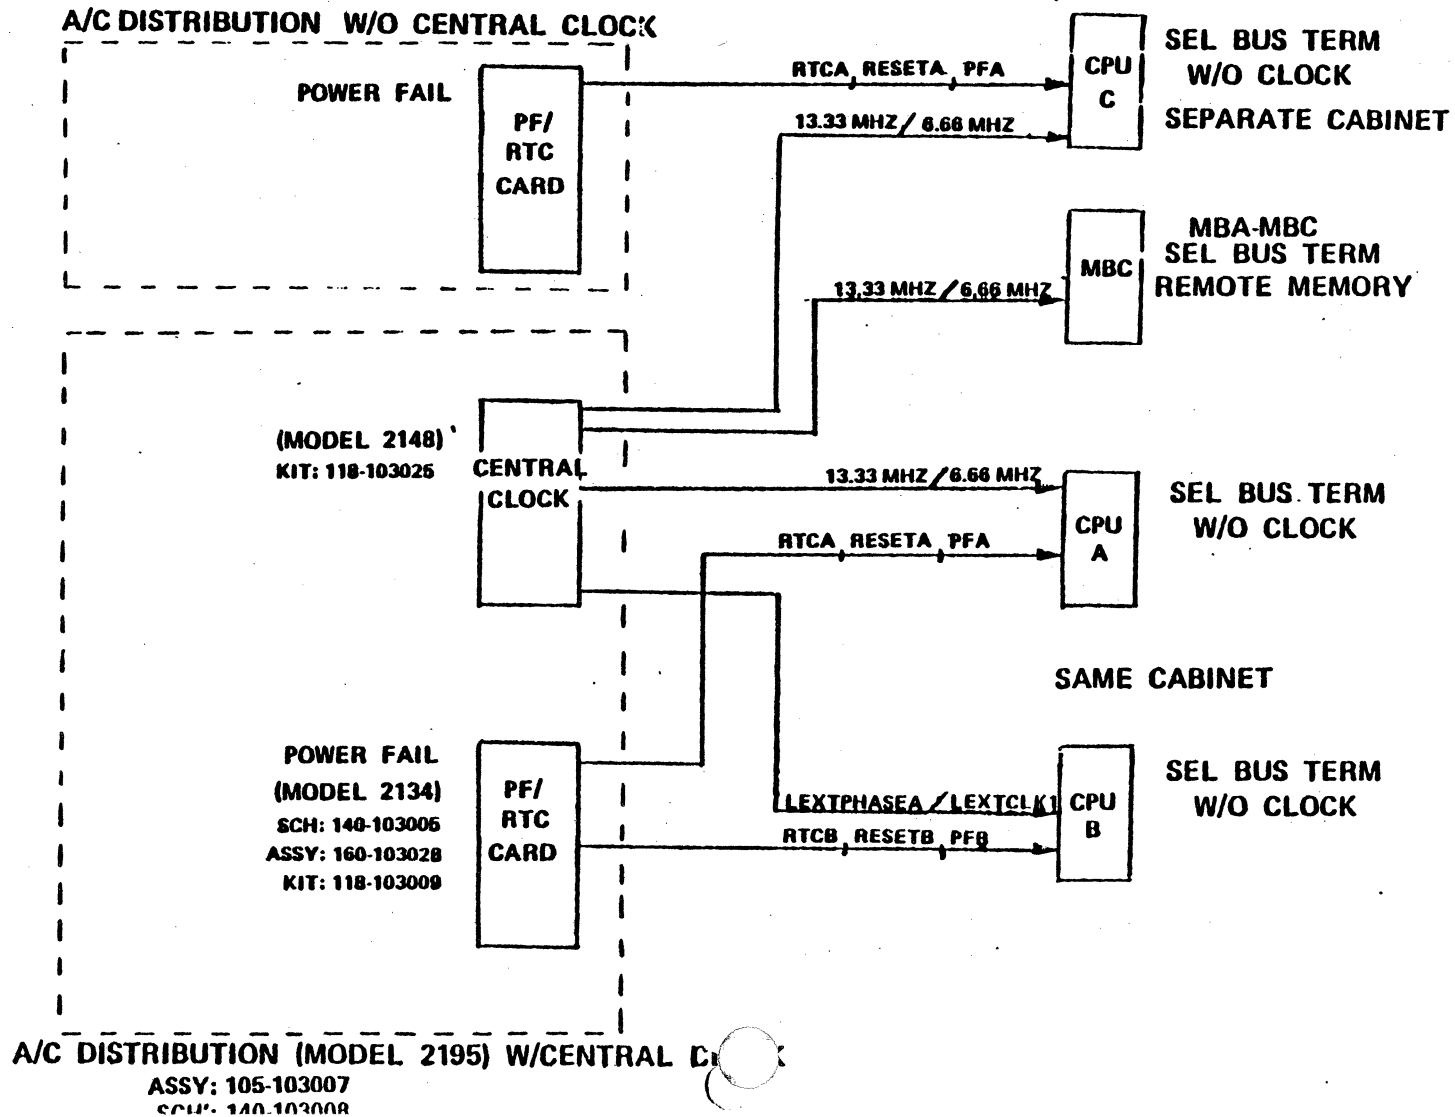 A/C DISTRIBUTION W/O CENTRAL CLOCK
POWER FAIL
PF/
RTC
CARD
RTCA, RESETA, PFA
13.33 MHZ / 6.66 MHZ
CPU
C
SEL BUS TERM
W/O CLOCK
SEPARATE CABINET
13,33 MHZ / 6,66 MHZ
MBC
MBA-MBC
SEL BUS TERM
REMOTE MEMORY
(MODEL 2148)
KIT: 118-103025
CENTRAL
CLOCK
13.33 MHZ / 6.66 MHZ
RTCA, RESETA, PFA
CPU
A
SEL BUS TERM
W/O CLOCK
SAME CABINET
POWER FAIL
(MODEL 2134)
SCH: 140-103006
ASSY: 160-103028
KIT: 118-103009
PF/
RTC
CARD
LEXTPHASEA / LEXTCLK1
RTCB, RESETB, PFB
CPU
B
SEL BUS TERM
W/O CLOCK
A/C DISTRIBUTION (MODEL 2195) W/CENTRAL
ASSY: 105-103007
SCH: 140-103008